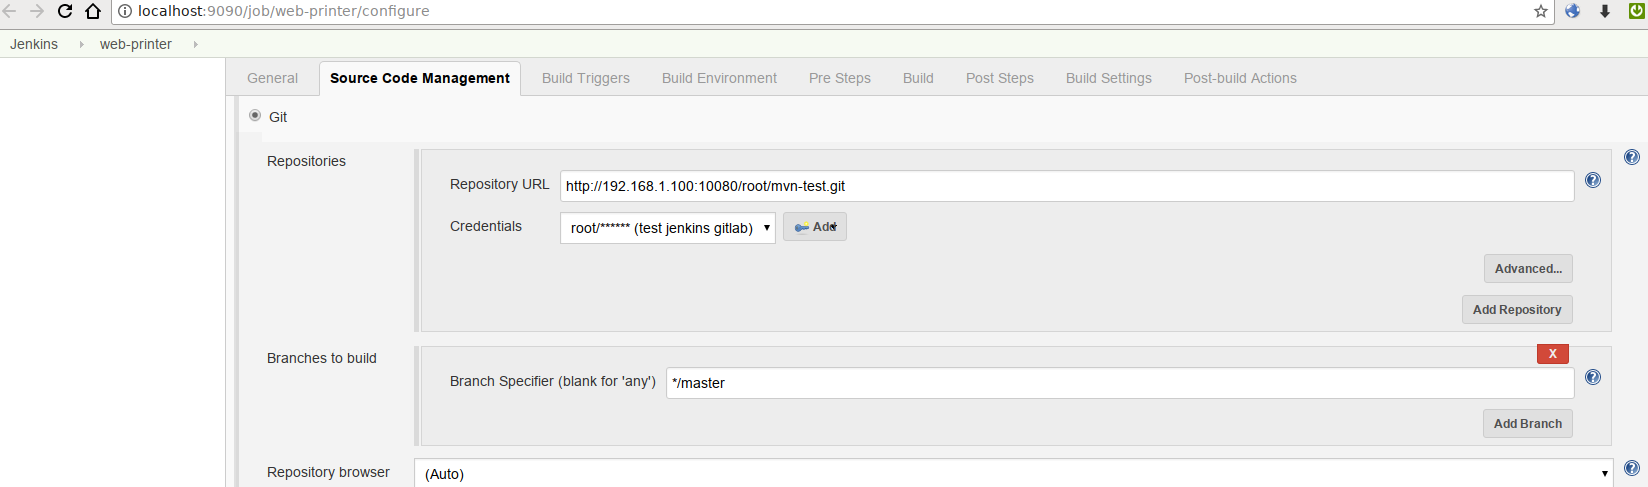 localhost:9090/job/web-printer/configure
Jenkins web-printer
General Source Code Management Build Triggers Build Environment Pre Steps Build Post Steps Build Settings Post-build Actions
Git
Repositories
Repository URL http://192.168.1.100:10080/root/mvn-test.git
Credentials root/****** (test jenkins gitlab) Add
Advanced...
Add Repository
Branches to build
X
Branch Specifier (blank for 'any') */master
Add Branch
Repository browser (Auto)